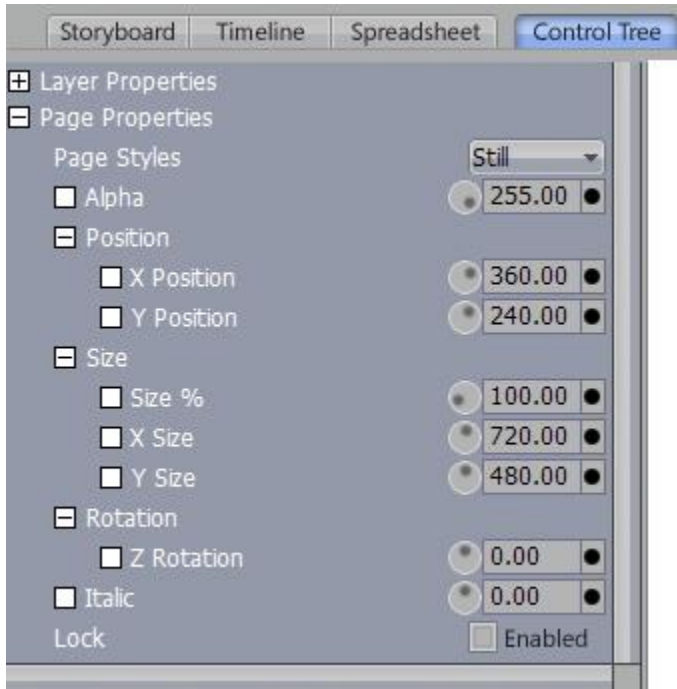 Storyboard Timeline Spreadsheet Control Tree
Layer Properties
Page Properties
Page Styles Still
Alpha 255.00
Position
X Position 360.00
Y Position 240.00
Size
Size % 100.00
X Size 720.00
Y Size 480.00
Rotation
Z Rotation 0.00
Italic 0.00
Lock Enabled